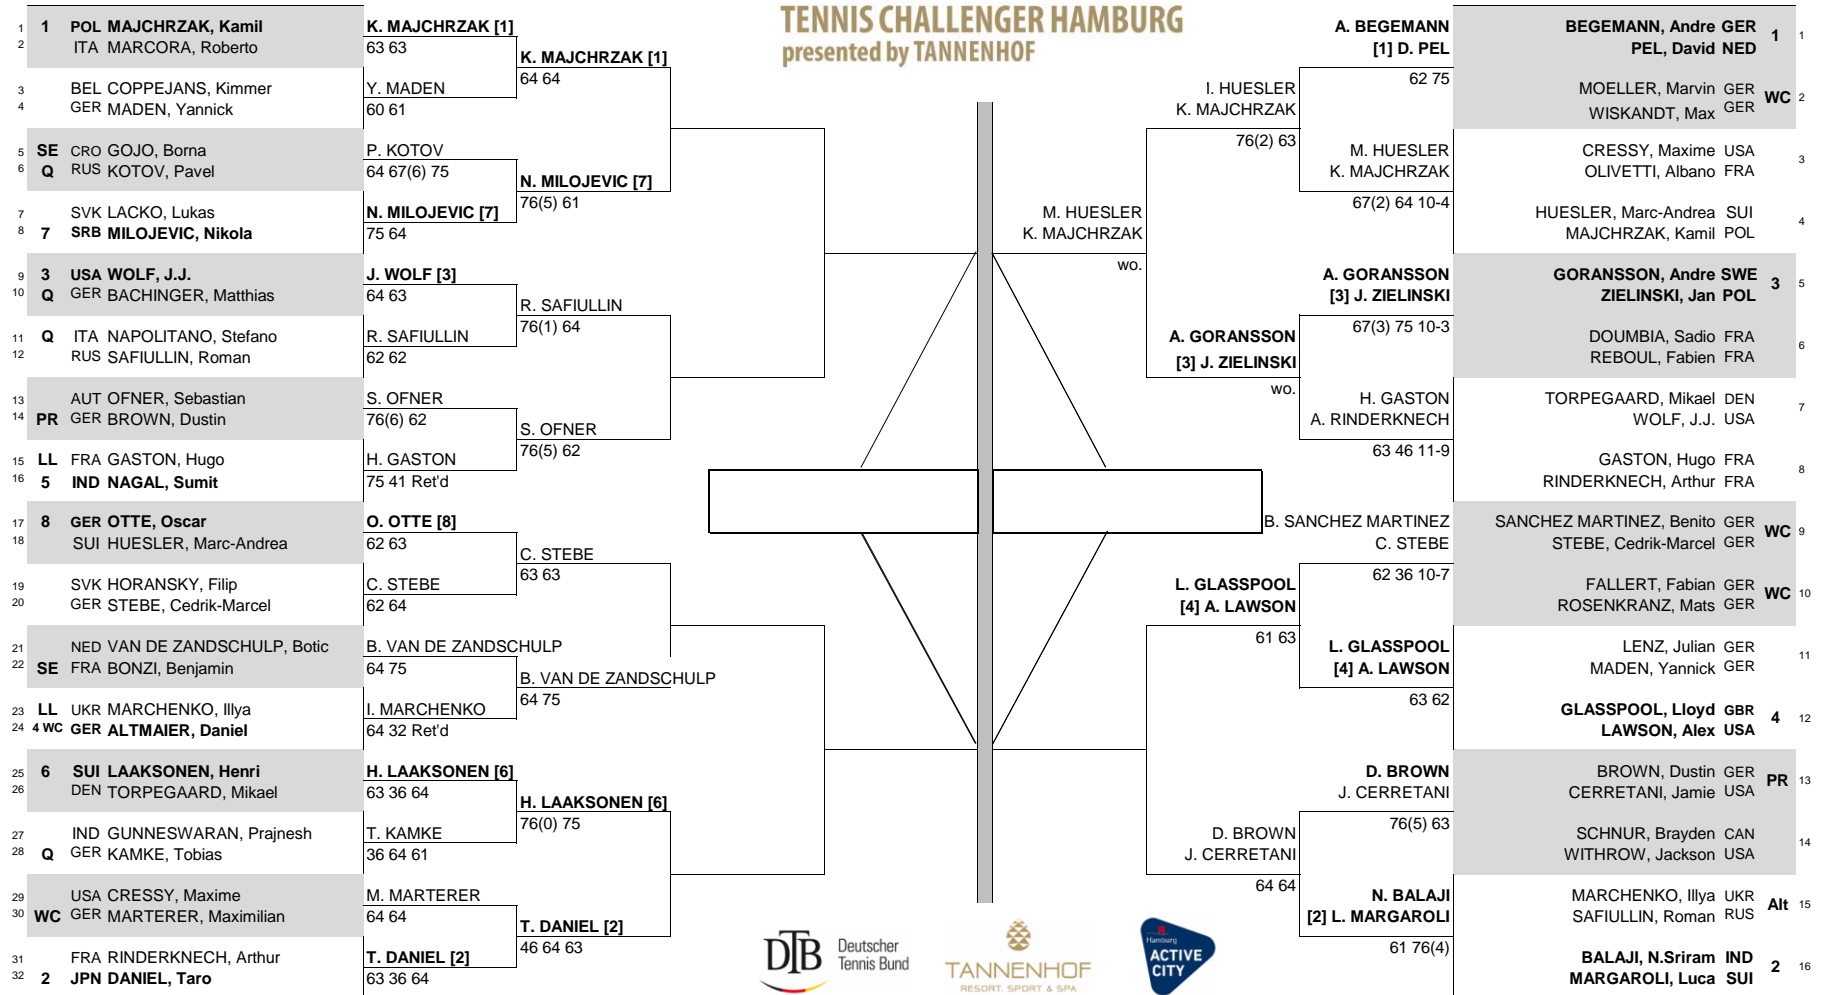 TENNIS CHALLENGER HAMBURG
presented by TANNENHOF
1 1 POL MAJCHRZAK, Kamil
2 ITA MARCORA, Roberto
3 BEL COPPEJANS, Kimmer
4 GER MADEN, Yannick
5 SE CRO GOJO, Borna
6 Q RUS KOTOV, Pavel
7 SVK LACKO, Lukas
8 7 SRB MILOJEVIC, Nikola
9 3 USA WOLF, J.J.
10 Q GER BACHINGER, Matthias
11 Q ITA NAPOLITANO, Stefano
12 RUS SAFIULLIN, Roman
13 AUT OFNER, Sebastian
14 PR GER BROWN, Dustin
15 LL FRA GASTON, Hugo
16 5 IND NAGAL, Sumit
17 8 GER OTTE, Oscar
18 SUI HUESLER, Marc-Andrea
19 SVK HORANSKY, Filip
20 GER STEBE, Cedrik-Marcel
21 NED VAN DE ZANDSCHULP, Botic
22 SE FRA BONZI, Benjamin
23 LL UKR MARCHENKO, Illya
24 4 WC GER ALTMAIER, Daniel
25 6 SUI LAAKSONEN, Henri
26 DEN TORPEGAARD, Mikael
27 IND GUNNESWARAN, Prajnesh
28 Q GER KAMKE, Tobias
29 USA CRESSY, Maxime
30 WC GER MARTERER, Maximilian
31 FRA RINDERKNECH, Arthur
32 2 JPN DANIEL, Taro
K. MAJCHRZAK [1]
63 63
Y. MADEN
60 61
P. KOTOV
64 67(6) 75
N. MILOJEVIC [7]
75 64
J. WOLF [3]
64 63
R. SAFIULLIN
62 62
S. OFNER
76(6) 62
H. GASTON
75 41 Ret'd
O. OTTE [8]
62 63
C. STEBE
62 64
B. VAN DE ZANDSCHULP
64 75
I. MARCHENKO
64 32 Ret'd
H. LAAKSONEN [6]
63 36 64
T. KAMKE
36 64 61
M. MARTERER
64 64
T. DANIEL [2]
63 36 64
K. MAJCHRZAK [1]
64 64
N. MILOJEVIC [7]
76(5) 61
R. SAFIULLIN
76(1) 64
S. OFNER
76(5) 62
C. STEBE
63 63
B. VAN DE ZANDSCHULP
64 75
H. LAAKSONEN [6]
76(0) 75
T. DANIEL [2]
46 64 63
M. HUESLER
K. MAJCHRZAK
wo.
I. HUESLER
K. MAJCHRZAK
76(2) 63
A. GORANSSON
[3] J. ZIELINSKI
wo.
L. GLASSPOOL
[4] A. LAWSON
61 63
D. BROWN
J. CERRETANI
64 64
A. BEGEMANN
[1] D. PEL
62 75
M. HUESLER
K. MAJCHRZAK
67(2) 64 10-4
A. GORANSSON
[3] J. ZIELINSKI
67(3) 75 10-3
H. GASTON
A. RINDERKNECH
63 46 11-9
B. SANCHEZ MARTINEZ
C. STEBE
62 36 10-7
L. GLASSPOOL
[4] A. LAWSON
63 62
D. BROWN
J. CERRETANI
76(5) 63
N. BALAJI
[2] L. MARGAROLI
61 76(4)
BEGEMANN, Andre GER
PEL, David NED
1 1
MOELLER, Marvin GER
WISKANDT, Max GER
WC 2
CRESSY, Maxime USA
OLIVETTI, Albano FRA
3
HUESLER, Marc-Andrea SUI
MAJCHRZAK, Kamil POL
4
GORANSSON, Andre SWE
ZIELINSKI, Jan POL
3 5
DOUMBIA, Sadio FRA
REBOUL, Fabien FRA
6
TORPEGAARD, Mikael DEN
WOLF, J.J. USA
7
GASTON, Hugo FRA
RINDERKNECH, Arthur FRA
8
SANCHEZ MARTINEZ, Benito GER
STEBE, Cedrik-Marcel GER
WC 9
FALLERT, Fabian GER
ROSENKRANZ, Mats GER
WC 10
LENZ, Julian GER
MADEN, Yannick GER
11
GLASSPOOL, Lloyd GBR
LAWSON, Alex USA
4 12
BROWN, Dustin GER
CERRETANI, Jamie USA
PR 13
SCHNUR, Brayden CAN
WITHROW, Jackson USA
14
MARCHENKO, Illya UKR
SAFIULLIN, Roman RUS
Alt 15
BALAJI, N.Sriram IND
MARGAROLI, Luca SUI
2 16
DTB
Deutscher
Tennis Bund
TANNENHOF
RESORT. SPORT & SPA
Hamburg
ACTIVE
CITY